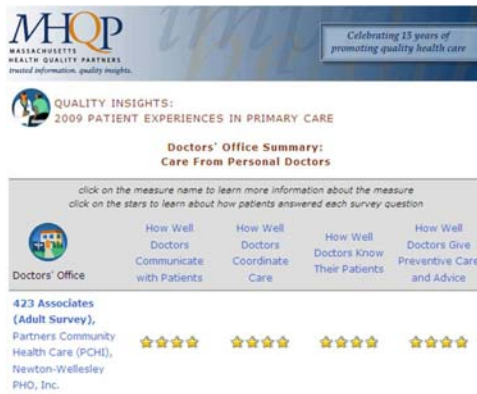 MHQP
MASSACHUSETTS
HEALTH QUALITY PARTNERS
trusted information. quality insights.
Celebrating 15 years of
promoting quality health care
QUALITY INSIGHTS:
2009 PATIENT EXPERIENCES IN PRIMARY CARE
Doctors' Office Summary:
Care From Personal Doctors
click on the measure name to learn more information about the measure
click on the stars to learn about how patients answered each survey question
Doctors' Office
How Well
Doctors
Communicate
with Patients
How Well
Doctors
Coordinate
Care
How Well
Doctors Know
Their Patients
How Well
Doctors Give
Preventive Care
and Advice
423 Associates
(Adult Survey),
Partners Community
Health Care (PCHI),
Newton-Wellesley
PHO, Inc.